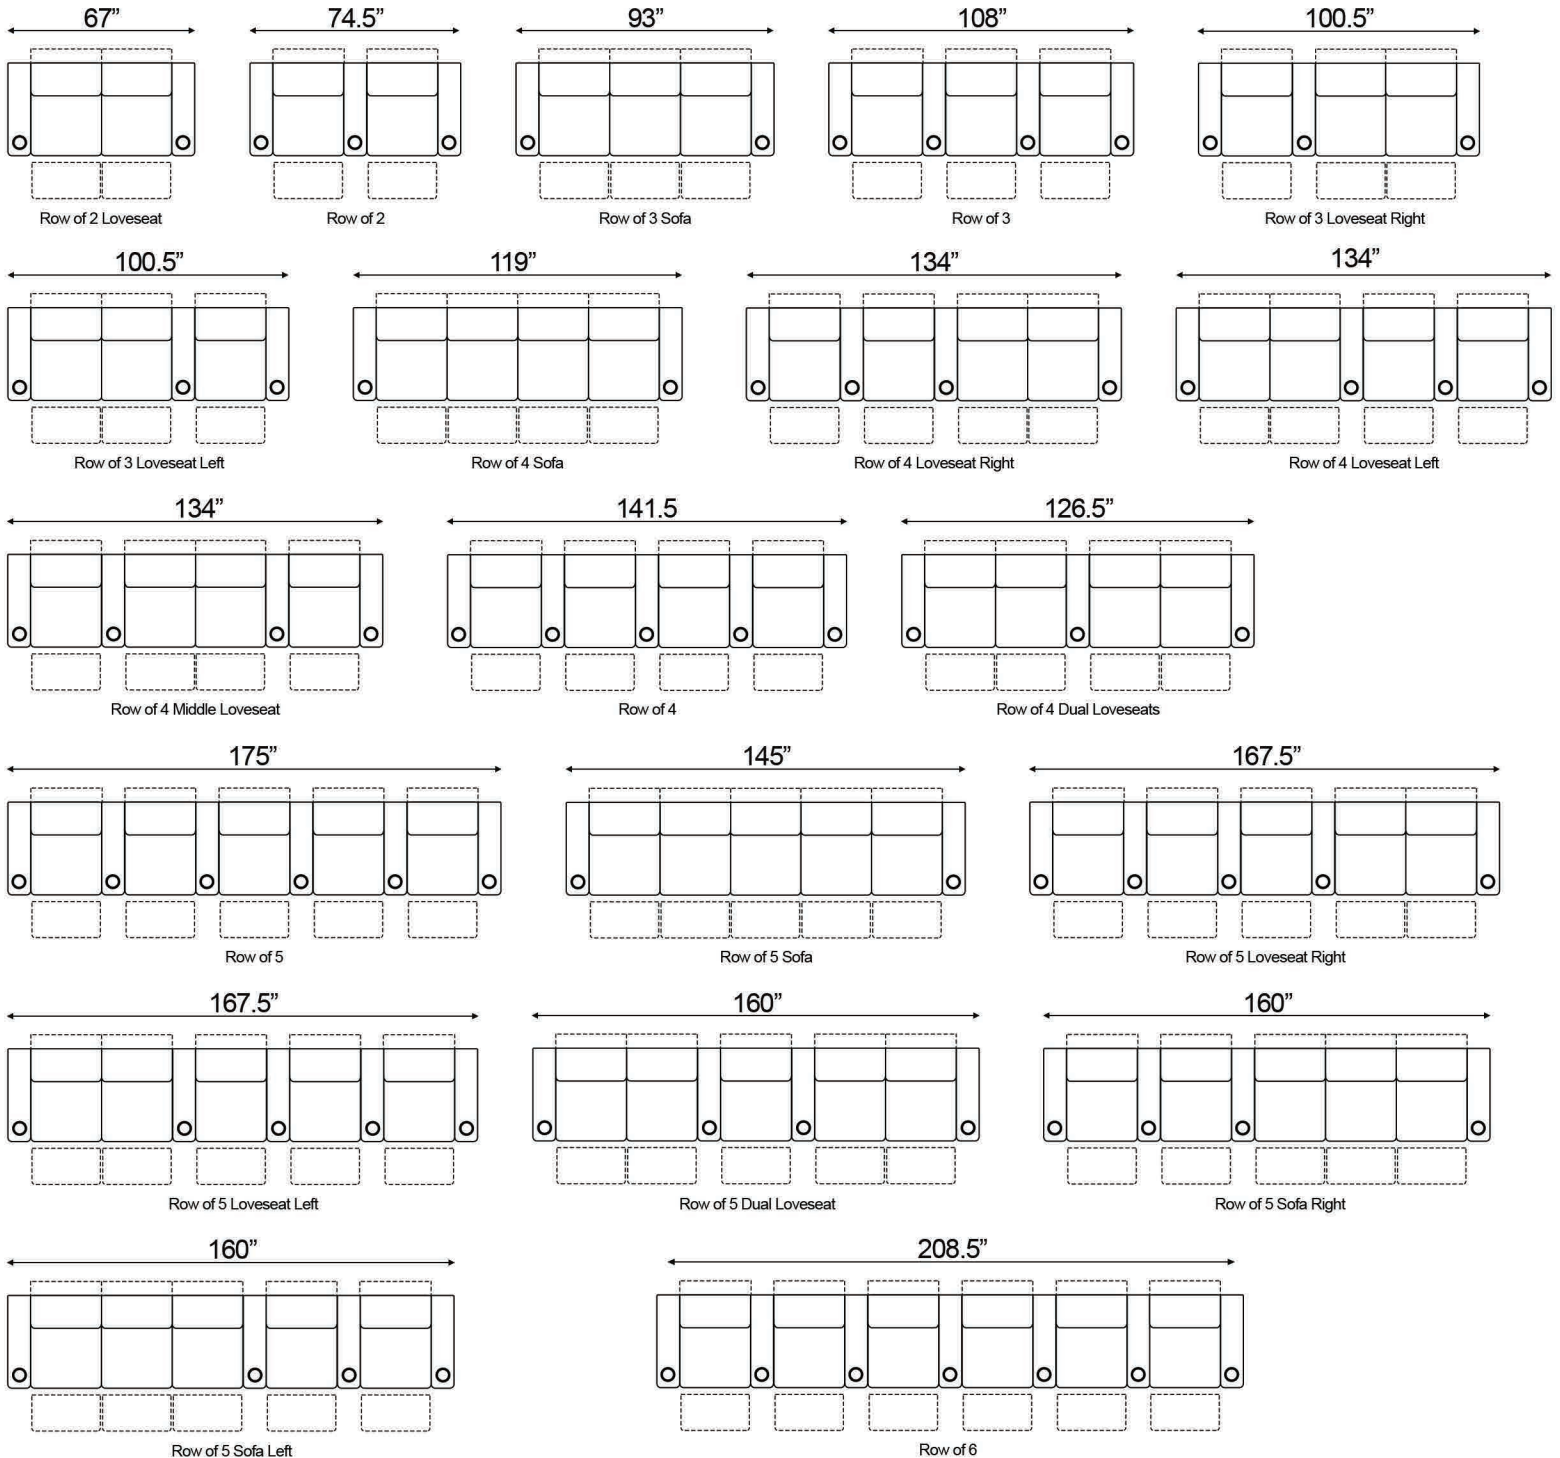 67” 74.5” 93” 108” 100.5”
Row of 2 Loveseat Row of 2 Row of 3 Sofa Row of 3 Row of 3 Loveseat Right
100.5” 119” 134” 134”
Row of 3 Loveseat Left Row of 4 Sofa Row of 4 Loveseat Right Row of 4 Loveseat Left
134” 141.5 126.5”
Row of 4 Middle Loveseat Row of 4 Row of 4 Dual Loveseats
175” 145” 167.5”
Row of 5 Row of 5 Sofa Row of 5 Loveseat Right
167.5” 160” 160”
Row of 5 Loveseat Left Row of 5 Dual Loveseat Row of 5 Sofa Right
160” 208.5”
Row of 5 Sofa Left Row of 6